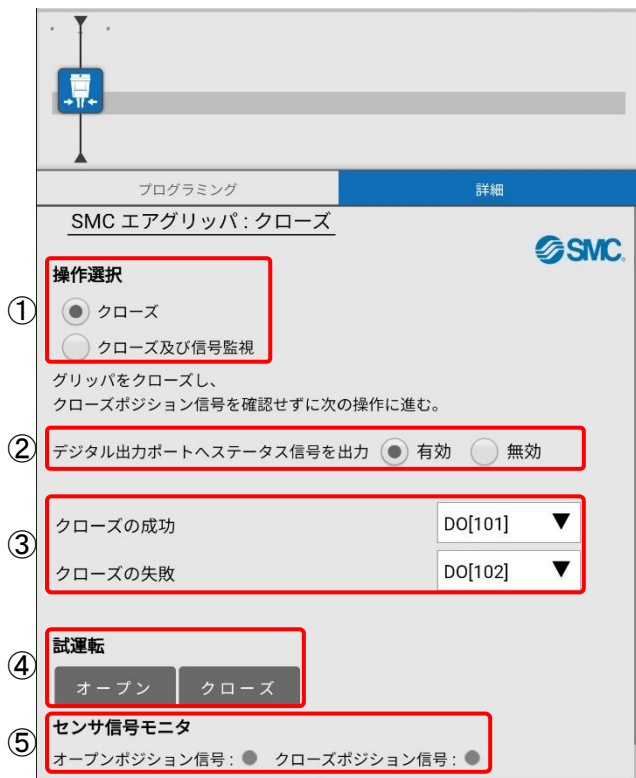 プログラミング
詳細
SMC エアグリッパ : クローズ
SMC.
操作選択
①
クローズ
クローズ及び信号監視
グリッパをクローズし、
クローズポジション信号を確認せずに次の操作に進む。
②
デジタル出力ポートへステータス信号を出力 有効 無効
③
クローズの成功 DO[101] ▼
クローズの失敗 DO[102] ▼
試運転
④
オープン クローズ
センサ信号モニタ
⑤
オープンポジション信号 : クローズポジション信号 :